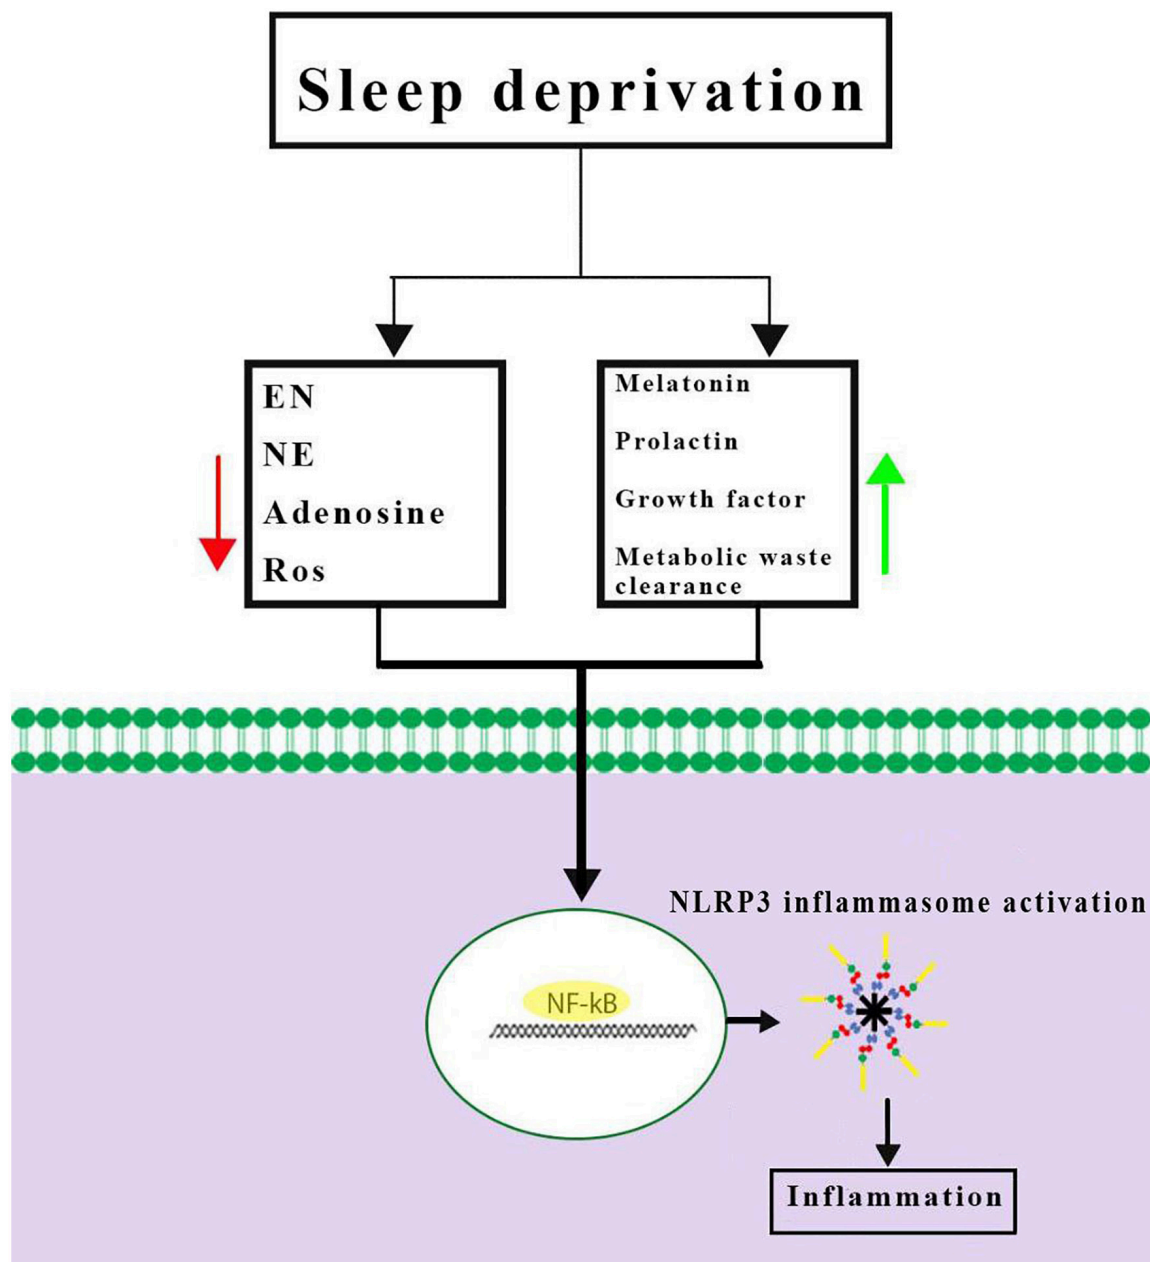 Sleep deprivation
EN
NE
Adenosine
Ros
Melatonin
Prolactin
Growth factor
Metabolic waste
clearance
NLRP3 inflammasome activation
NF-kB
Inflammation